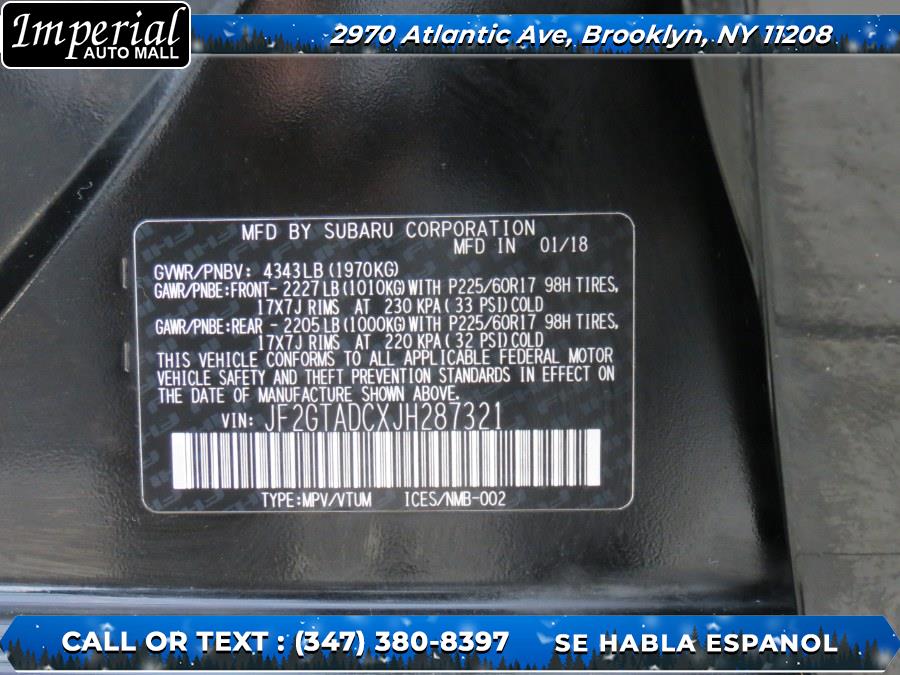 Imperial
AUTO MALL
2970 Atlantic Ave, Brooklyn, NY 11208
MFD BY SUBARU CORPORATION
MFD IN 01/18
GVWR/PNBV: 4343LB (1970KG)
GAWR/PNBE:FRONT- 2227LB (1010KG) WITH P225/60R17 98H TIRES,
17X7J RIMS AT 230 KPA ( 33 PSI) COLD
GAWR/PNBE:REAR - 2205LB (1000KG) WITH P225/60R17 98H TIRES,
17X7J RIMS AT 220 KPA ( 32 PSI) COLD
THIS VEHICLE CONFORMS TO ALL APPLICABLE FEDERAL MOTOR
VEHICLE SAFETY AND THEFT PREVENTION STANDARDS IN EFFECT ON
THE DATE OF MANUFACTURE SHOWN ABOVE.
VIN: JF2GTADCXJH287321
TYPE:MPV/VTUM ICES/NMB-002
CALL OR TEXT : (347) 380-8397 SE HABLA ESPANOL